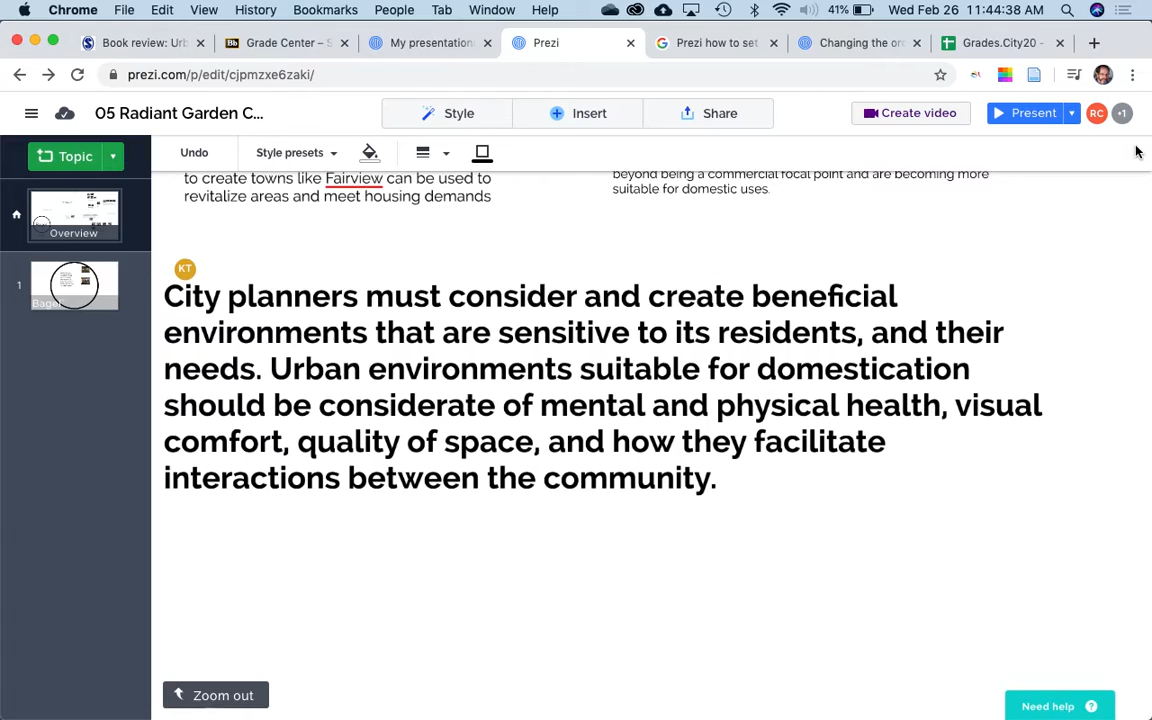 Chrome File Edit View History Bookmarks People Tab Window Help 41% Wed Feb 26 11:44:38 AM
Book review: Urb Grade Center – S My presentation Prezi Prezi how to set Changing the or Grades.City20 -
prezi.com/p/edit/cjpmzxe6zaki/
05 Radiant Garden C... Style Insert Share Create video Present RC +1
Topic Undo Style presets
to create towns like Fairview can be used to
revitalize areas and meet housing demands
beyond being a commercial focal point and are becoming more
suitable for domestic uses.
Overview
1
Bagel
KT
City planners must consider and create beneficial
environments that are sensitive to its residents, and their
needs. Urban environments suitable for domestication
should be considerate of mental and physical health, visual
comfort, quality of space, and how they facilitate
interactions between the community.
Zoom out
Need help ?